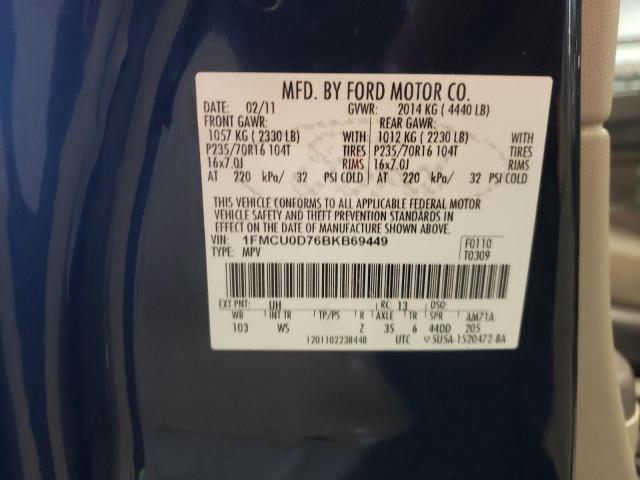 MFD. BY FORD MOTOR CO.
DATE: 02/11 GVWR: 2014 KG ( 4440 LB)
FRONT GAWR: REAR GAWR:
1057 KG ( 2330 LB) WITH 1012 KG ( 2230 LB) WITH
P235/70R16 104T TIRES P235/70R16 104T TIRES
16x7.0J RIMS 16x7.0J RIMS
AT 220 kPa/ 32 PSI COLD AT 220 kPa/ 32 PSI COLD
THIS VEHICLE CONFORMS TO ALL APPLICABLE FEDERAL MOTOR
VEHICLE SAFETY AND THEFT PREVENTION STANDARDS IN
EFFECT ON THE DATE OF MANUFACTURE SHOWN ABOVE.
VIN: 1FMCU0D76BKB69449 F0110
TYPE: MPV T0309
EXT PNT: UH RC: 13 DSO:
WB INT TR TP/PS R AXLE TR SPR AM71A
103 WS Z 35 6 44DD 205
1201102238448 UTC 5U5A-1520472-BA